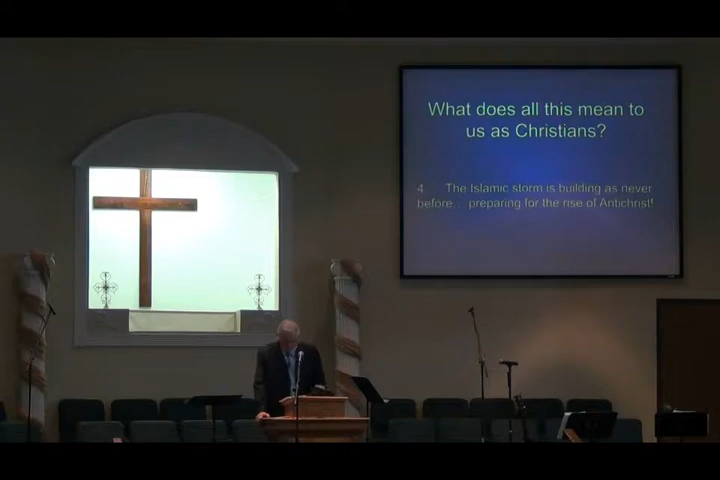 What does all this mean to
us as Christians?
4 The Islamic storm is building as never
before... preparing for the rise of Antichrist!